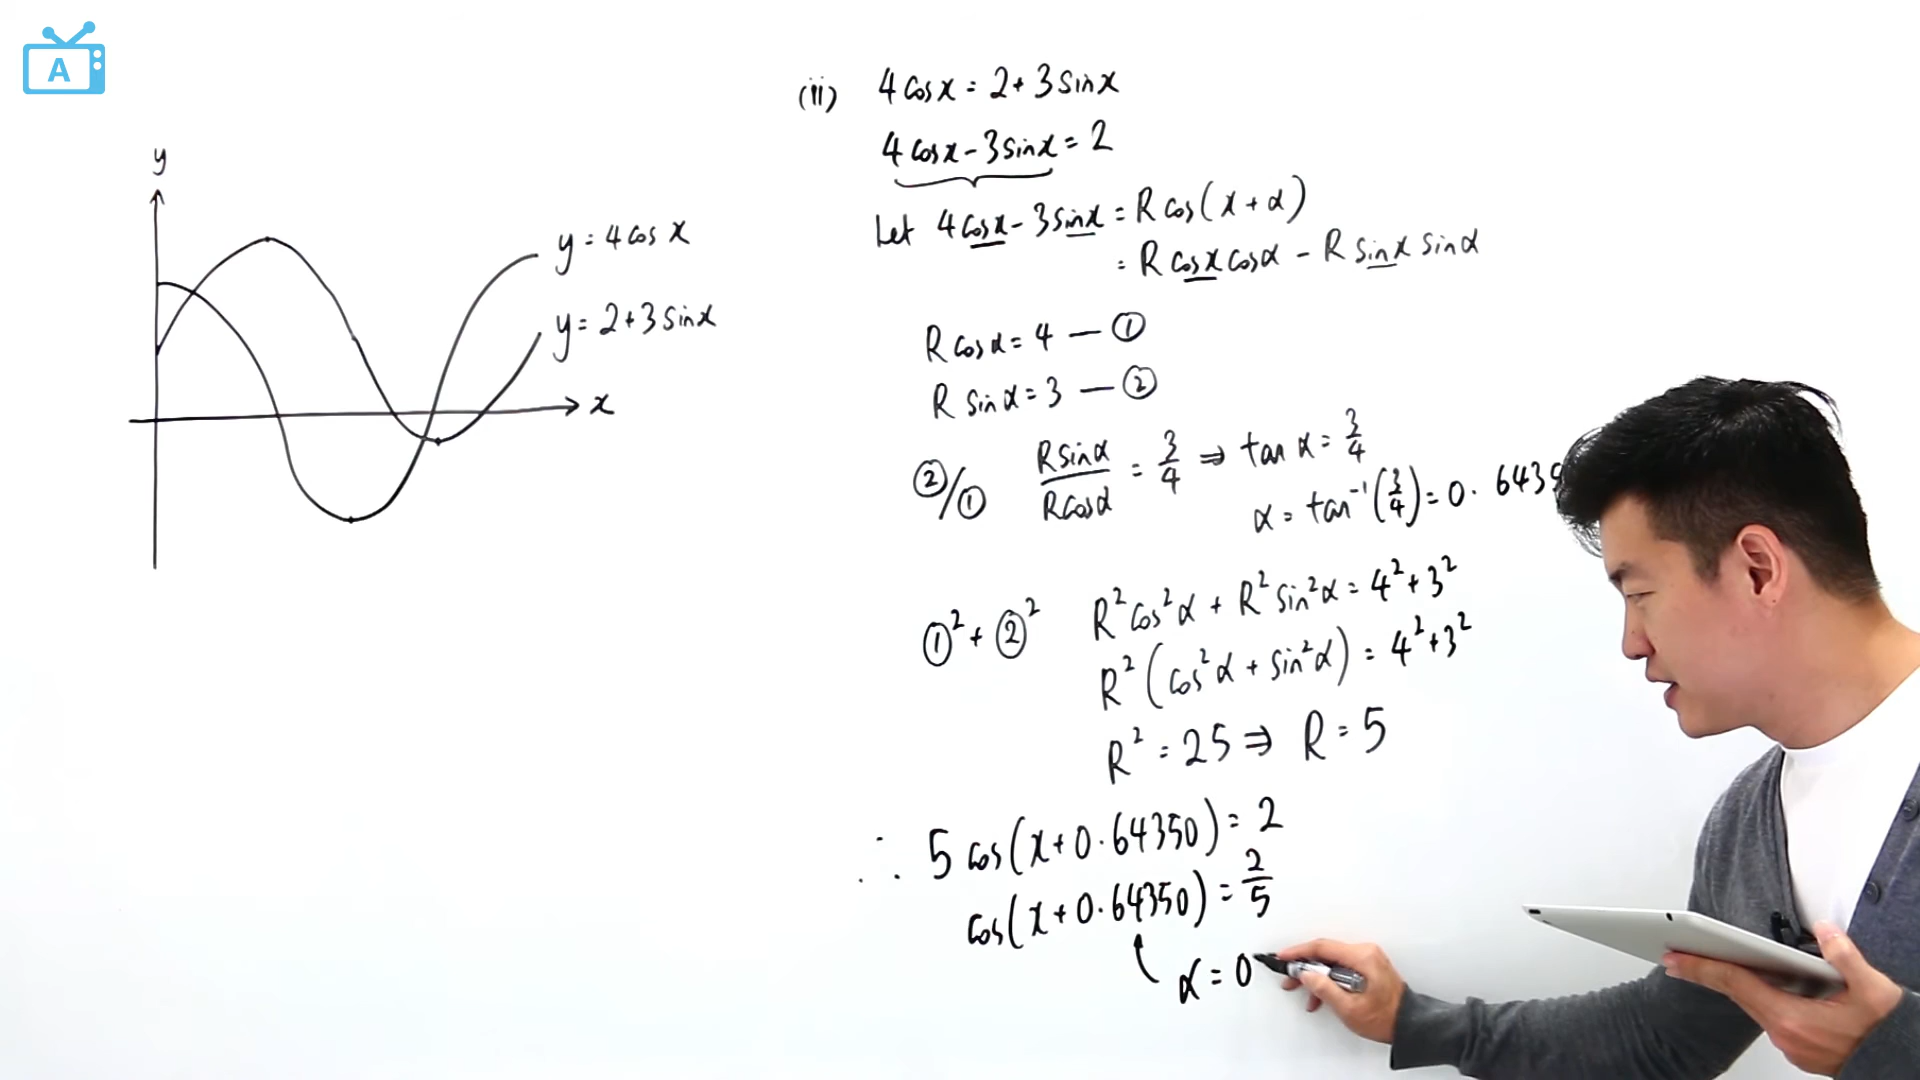 A
y
y = 4 cos x
y = 2 + 3 sin x
x
(ii) 4 cos x = 2 + 3 sin x
4 cos x - 3 sin x = 2
Let 4 cos x - 3 sin x = R cos(x + α)
= R cos x cos α - R sin x sin α
R cos α = 4 — ①
R sin α = 3 — ②
②/① R sin α / R cos α = 3/4 ⇒ tan α = 3/4
α = tan⁻¹(3/4) = 0.6435
①² + ②² R² cos² α + R² sin² α = 4² + 3²
R² (cos² α + sin² α) = 4² + 3²
R² = 25 ⇒ R = 5
∴ 5 cos(x + 0.64350) = 2
cos(x + 0.64350) = 2/5
α = 0